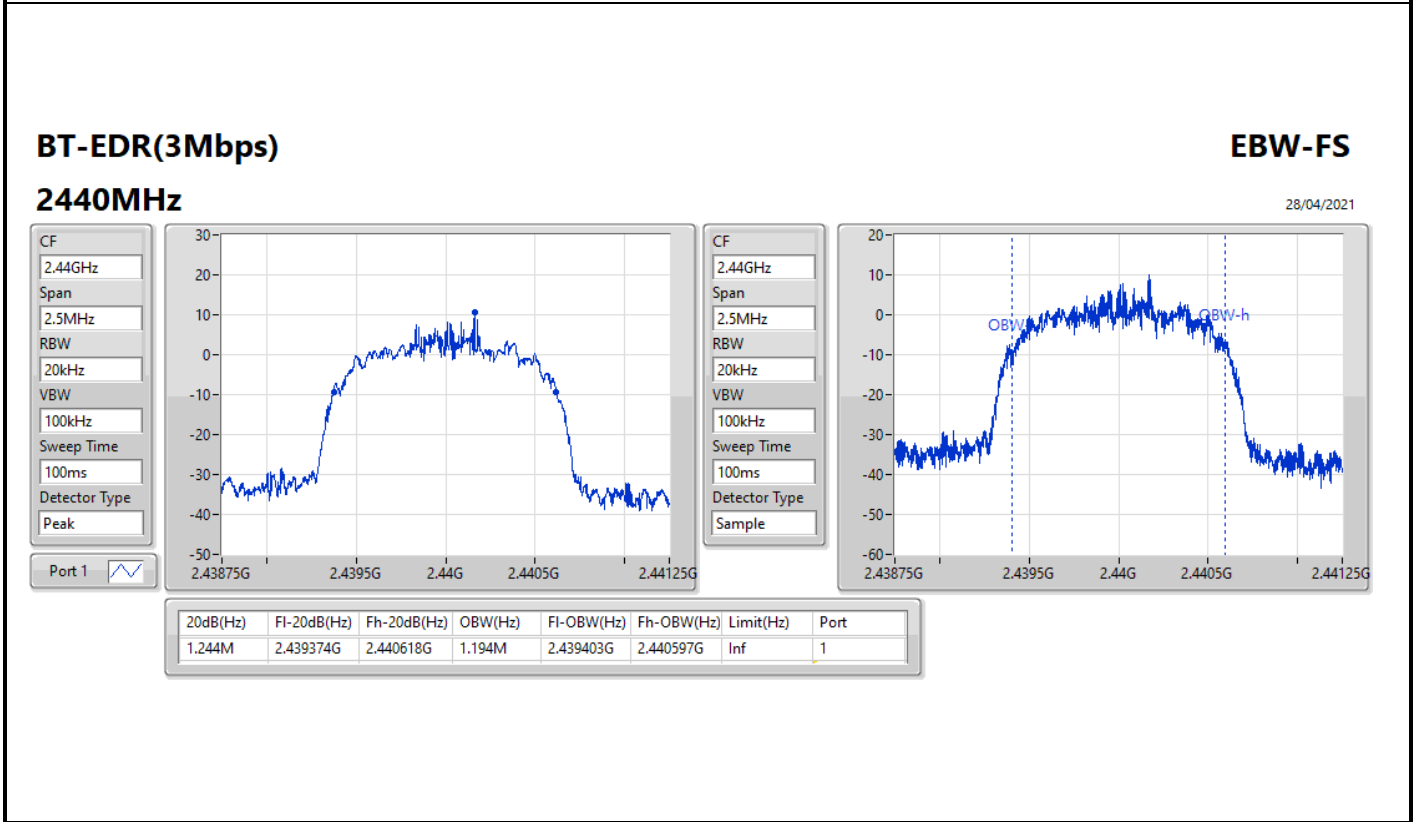 BT-EDR(3Mbps)
EBW-FS
2440MHz
28/04/2021
CF
2.44GHz
Span
2.5MHz
RBW
20kHz
VBW
100kHz
Sweep Time
100ms
Detector Type
Peak
Port 1
30
20
10
0
-10
-20
-30
-40
-50
2.43875G 2.4395G 2.44G 2.4405G 2.44125G
CF
2.44GHz
Span
2.5MHz
RBW
20kHz
VBW
100kHz
Sweep Time
100ms
Detector Type
Sample
20
10
0
-10
-20
-30
-40
-50
-60
OBW
OBW-h
2.43875G 2.4395G 2.44G 2.4405G 2.44125G
20dB(Hz) Fl-20dB(Hz) Fh-20dB(Hz) OBW(Hz) Fl-OBW(Hz) Fh-OBW(Hz) Limit(Hz) Port
1.244M 2.439374G 2.440618G 1.194M 2.439403G 2.440597G Inf 1